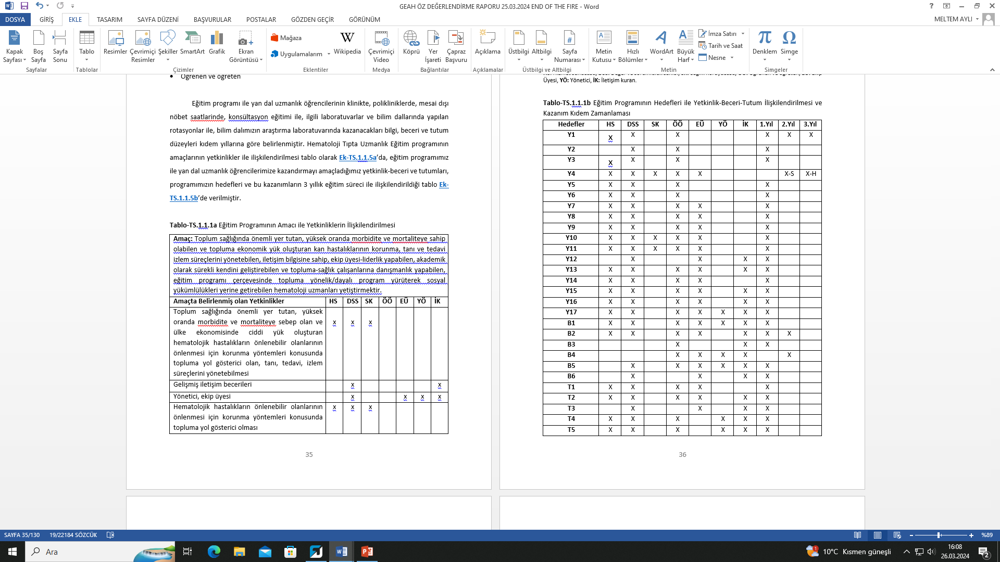 GEAH ÖZ DEĞERLENDİRME RAPORU 25.03.2024 END OF THE FIRE - Word
DOSYA GİRİŞ EKLE TASARIM SAYFA DÜZENİ BAŞVURULAR POSTALAR GÖZDEN GEÇİR GÖRÜNÜM MELTEM AYLI
Kapak Sayfası Boş Sayfa Sayfa Sonu
Sayfalar
Tablo
Tablolar
Resimler Çevrimiçi Resimler Şekiller SmartArt Grafik Ekran Görüntüsü
Çizimler
Mağaza
Uygulamalarım
Wikipedia
Eklentiler
Çevrimiçi Video
Medya
Köprü Yer İşareti Çapraz Başvuru
Bağlantılar
Açıklama
Açıklamalar
Üstbilgi Altbilgi Sayfa Numarası
Üstbilgi ve Altbilgi
Metin Kutusu Hızlı Bölümler WordArt Büyük Harf
İmza Satırı
Tarih ve Saat
Nesne
Metin
Denklem Simge
Simgeler
• Öğrenen ve öğreten
Eğitim programı ile yan dal uzmanlık öğrencilerinin klinikte, polikliniklerde, mesai dışı
nöbet saatlarinde, konsültasyon eğitimi ile, ilgili laboratuvarlar ve bilim dallarında yapılan
rotasyonlar ile, bilim dalımızın araştırma laboratuvarında kazanacakları bilgi, beceri ve tutum
düzeyleri kıdem yıllarına göre belirlenmiştir. Hematoloji Tıpta Uzmanlık Eğitim programının
amaçlarının yetkinlikler ile ilişkilendirilmesi tablo olarak Ek-TS.1.1.5a’da, eğitim programımız
ile yan dal uzmanlık öğrencilerimize kazandırmayı amaçladığımız yetkinlik-beceri ve tutumları,
programımızın hedefleri ve bu kazanımların 3 yıllık eğitim süreci ile ilişkilendirildiği tablo Ek-
TS.1.1.5b’de verilmiştir.
Tablo-TS.1.1.1a Eğitim Programının Amacı ile Yetkinliklerin İlişkilendirilmesi
Amaç: Toplum sağlığında önemli yer tutan, yüksek oranda morbidite ve mortaliteye sahip
olabilen ve topluma ekonomik yük oluşturan kan hastalıklarının korunma, tanı ve tedavi
izlem süreçlerini yönetebilen, iletişim bilgisine sahip, ekip üyesi-liderlik yapabilen, akademik
olarak sürekli kendini geliştirebilen ve topluma-sağlık çalışanlarına danışmanlık yapabilen,
eğitim programı çerçevesinde topluma yönelik/dayalı program yürüterek sosyal
yükümlülükleri yerine getirebilen hematoloji uzmanları yetiştirmektir.
Amaçta Belirlenmiş olan Yetkinlikler HS DSS SK ÖÖ EÜ YÖ İK
Toplum sağlığında önemli yer tutan, yüksek
oranda morbidite ve mortaliteye sebep olan ve x x x
ülke ekonomisinde ciddi yük oluşturan
hematolojik hastalıkların önlenebilir olanlarının
önlenmesi için korunma yöntemleri konusunda
topluma yol gösterici olan, tanı, tedavi, izlem
süreçlerini yönetebilmesi
Gelişmiş iletişim becerileri x x
Yönetici, ekip üyesi x x x x
Hematolojik hastalıkların önlenebilir olanlarının x x x
önlenmesi için korunma yöntemleri konusunda
topluma yol gösterici olması
35
Üyesi, YÖ: Yönetici, İK: İletişim kuran.
Tablo-TS.1.1.1b Eğitim Programının Hedefleri ile Yetkinlik-Beceri-Tutum İlişkilendirilmesi ve
Kazanım Kıdem Zamanlaması
Hedefler HS DSS SK ÖÖ EÜ YÖ İK 1.Yıl 2.Yıl 3.Yıl
Y1 X X X X X X
Y2 X X X
Y3 X X X X
Y4 X X X X X X-S X-H
Y5 X X X X
Y6 X X X X
Y7 X X X X X
Y8 X X X X X
Y9 X X X X X
Y10 X X X X X X
Y11 X X X X X X
Y12 X X X X
Y13 X X X X X X
Y14 X X X X X
Y15 X X X X X X
Y16 X X X X X
Y17 X X X X X X X
B1 X X X X X X X
B2 X X X X X X X
B3 X X X
B4 X X X X X
B5 X X X X X X
B6 X X X X
T1 X X X X X
T2 X X X X X X
T3 X X X X
T4 X X X X X X
T5 X X X X X X
36
SAYFA 35/130 19/22184 SÖZCÜK %89
Ara 10°C Kısmen güneşli 16:08
26.03.2024